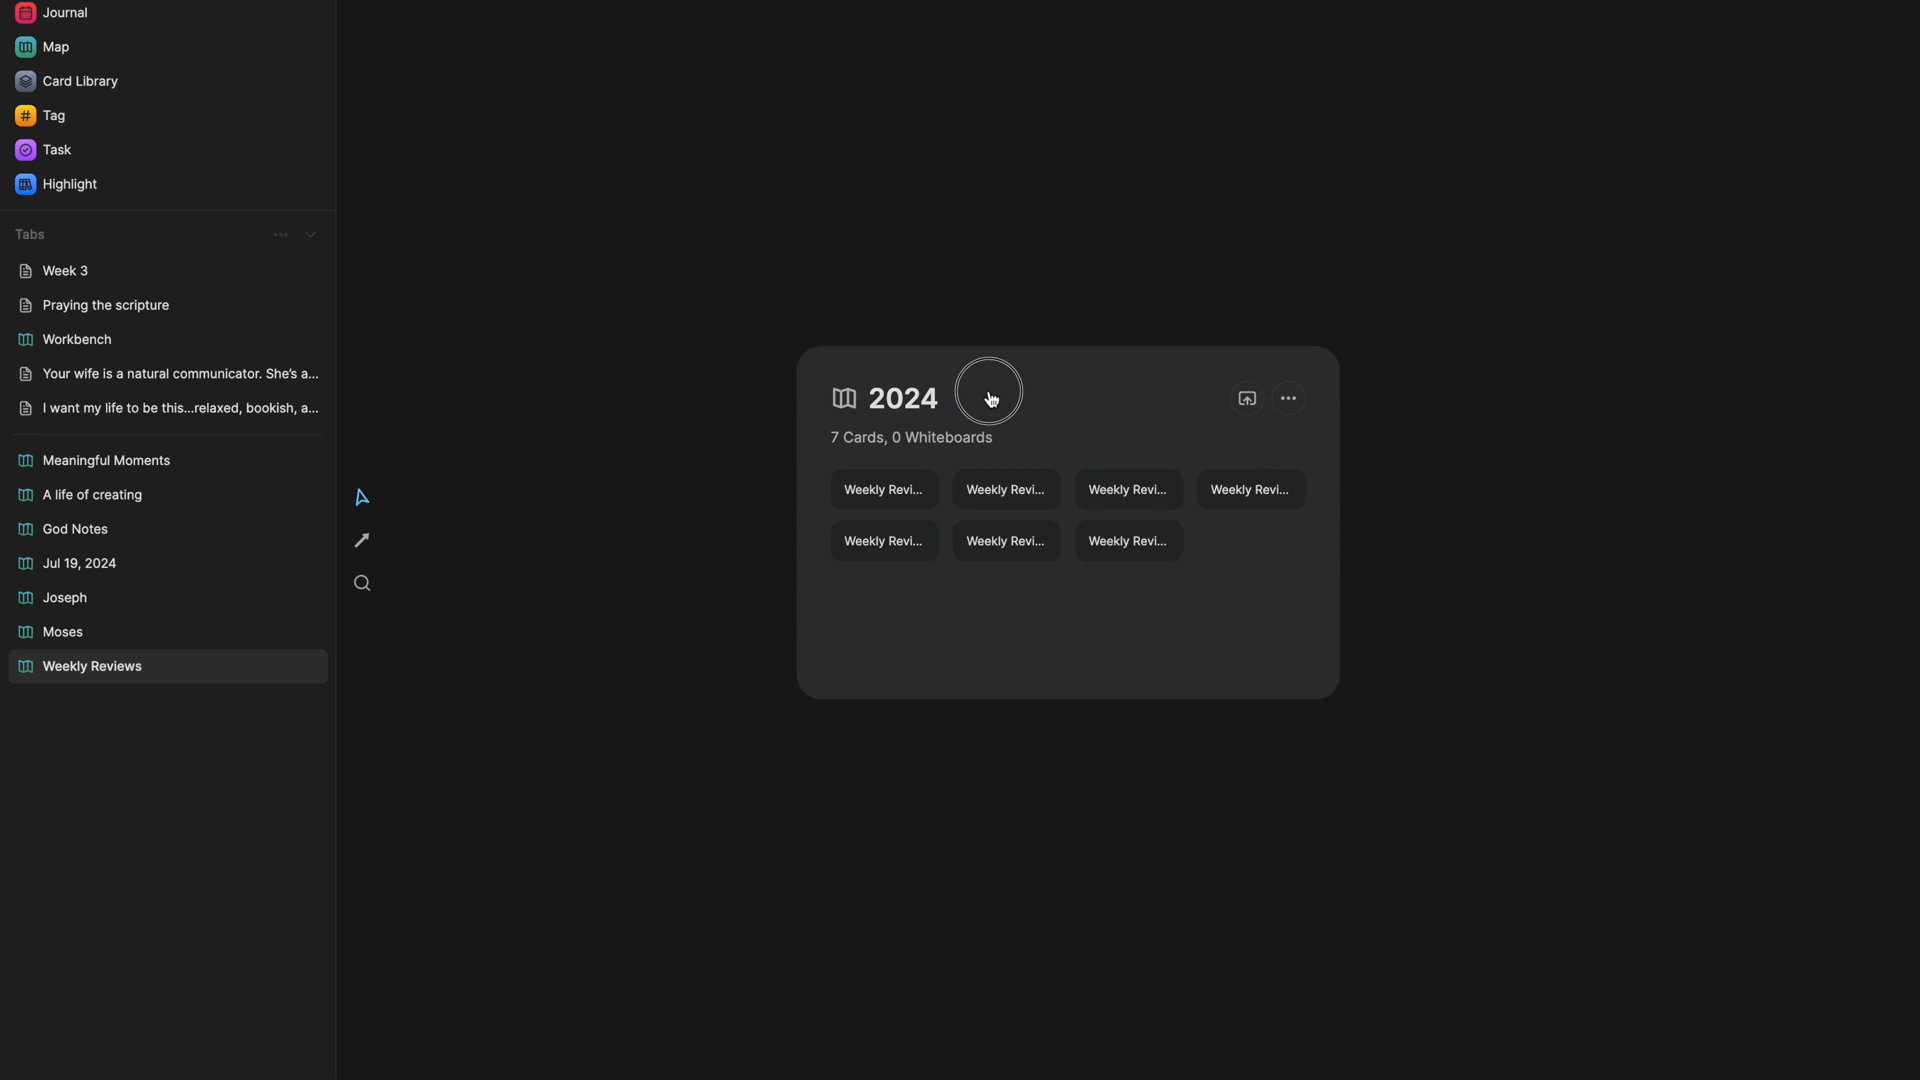 Journal
Map
Card Library
Tag
Task
Highlight
Tabs
Week 3
Praying the scripture
Workbench
Your wife is a natural communicator. She's a...
I want my life to be this...relaxed, bookish, a...
Meaningful Moments
A life of creating
God Notes
Jul 19, 2024
Joseph
Moses
Weekly Reviews
2024
7 Cards, 0 Whiteboards
Weekly Revi... Weekly Revi... Weekly Revi... Weekly Revi...
Weekly Revi... Weekly Revi... Weekly Revi...